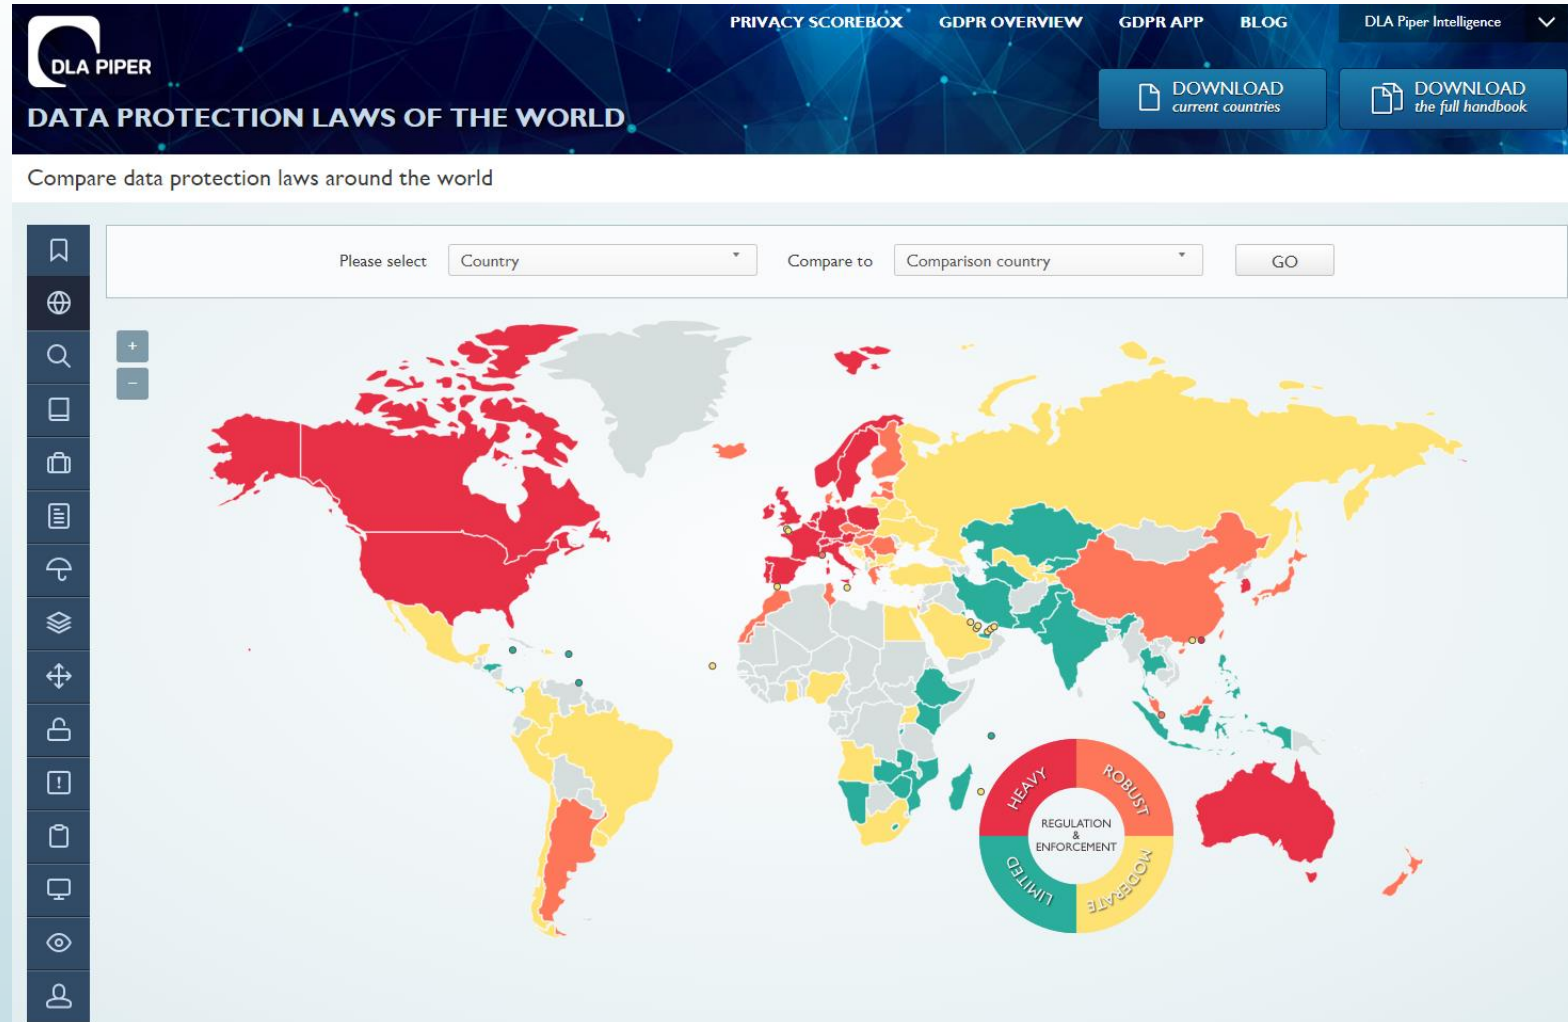 PRIVACY SCOREBOX
GDPR OVERVIEW
GDPR APP
BLOG
DLA Piper Intelligence
DLA PIPER
DATA PROTECTION LAWS OF THE WORLD
DOWNLOAD
current countries
DOWNLOAD
the full handbook
Compare data protection laws around the world
Please select
Country
Compare to
Comparison country
GO
+
−
HEAVY
ROBUST
REGULATION
&
ENFORCEMENT
LIMITED
MODERATE